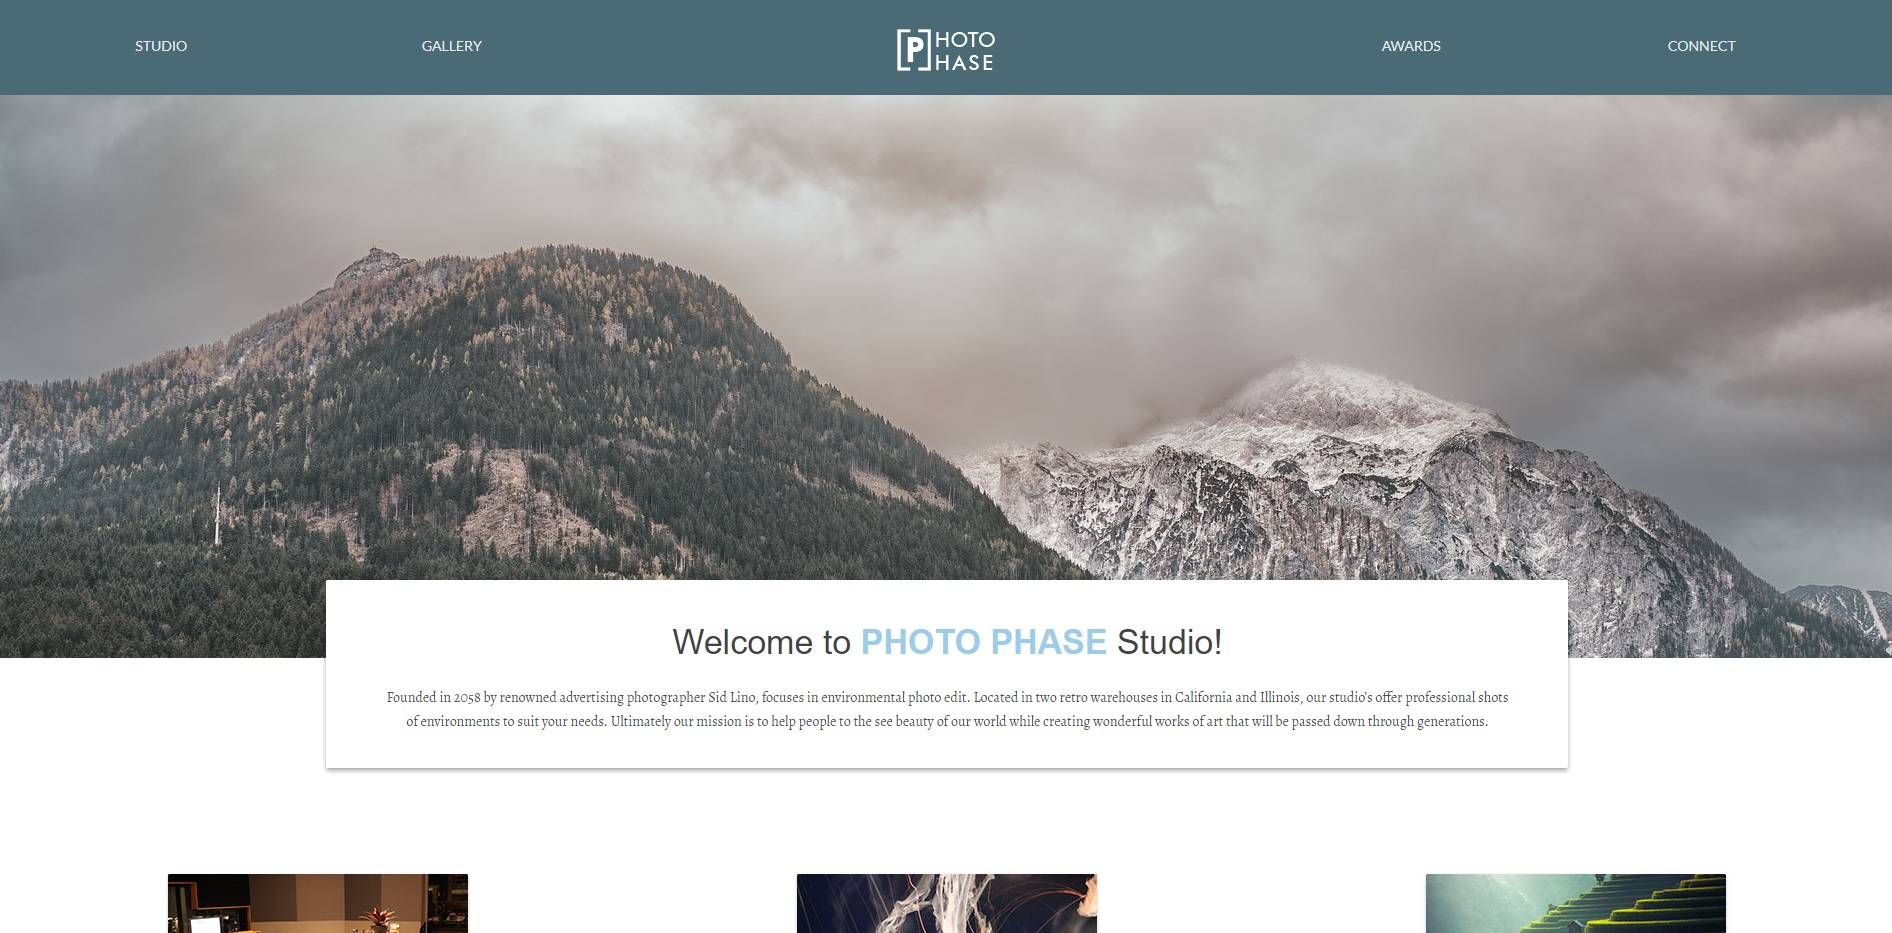 STUDIO
GALLERY
[P]HOTO
HASE
AWARDS
CONNECT
Welcome to PHOTO PHASE Studio!
Founded in 2058 by renowned advertising photographer Sid Lino, focuses in environmental photo edit. Located in two retro warehouses in California and Illinois, our studio's offer professional shots
of environments to suit your needs. Ultimately our mission is to help people to the see beauty of our world while creating wonderful works of art that will be passed down through generations.